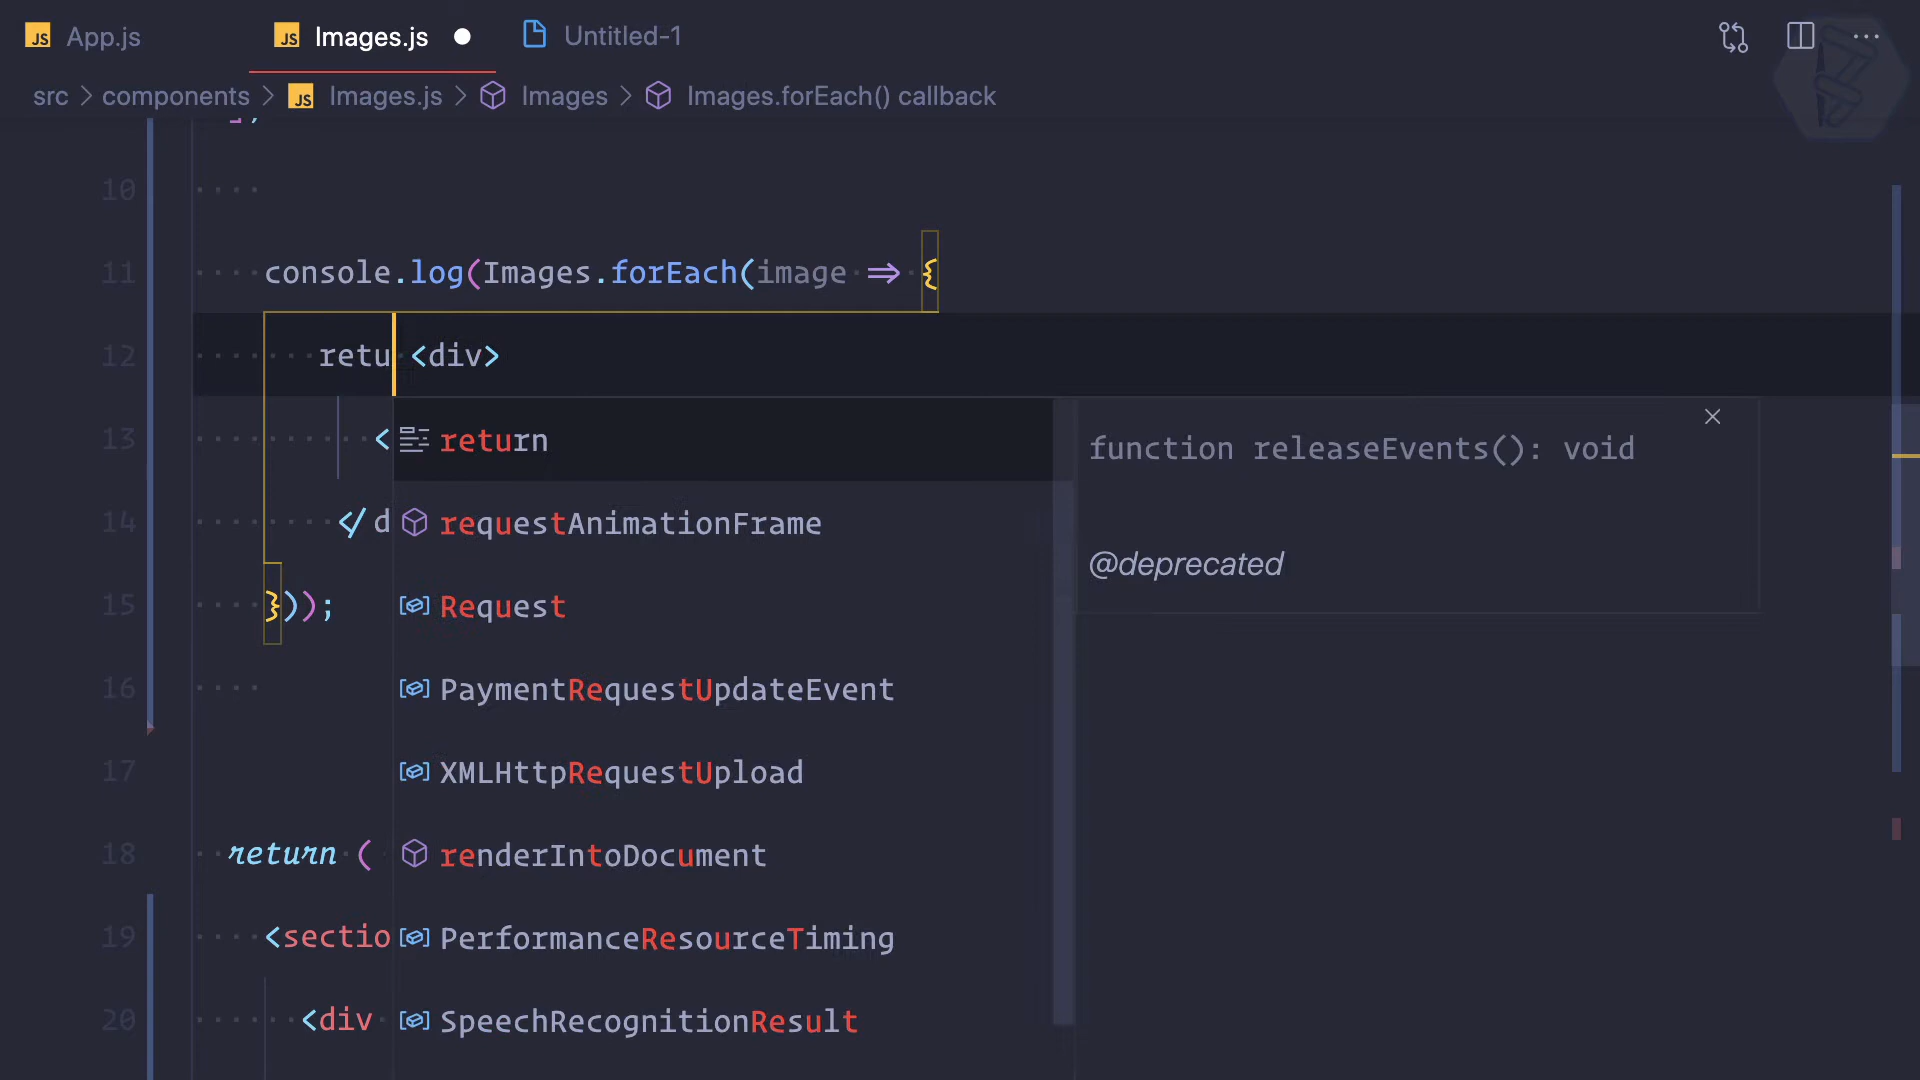 JS App.js
JS Images.js
Untitled-1
src > components > JS Images.js > Images > Images.forEach() callback
10
11 console.log(Images.forEach(image => {
12 retu <div>
13 <
14 </ d
15 }));
16
17
18 return (
19 <sectio
20 <div
return
requestAnimationFrame
Request
PaymentRequestUpdateEvent
XMLHttpRequestUpload
renderIntoDocument
PerformanceResourceTiming
SpeechRecognitionResult
function releaseEvents(): void
@deprecated